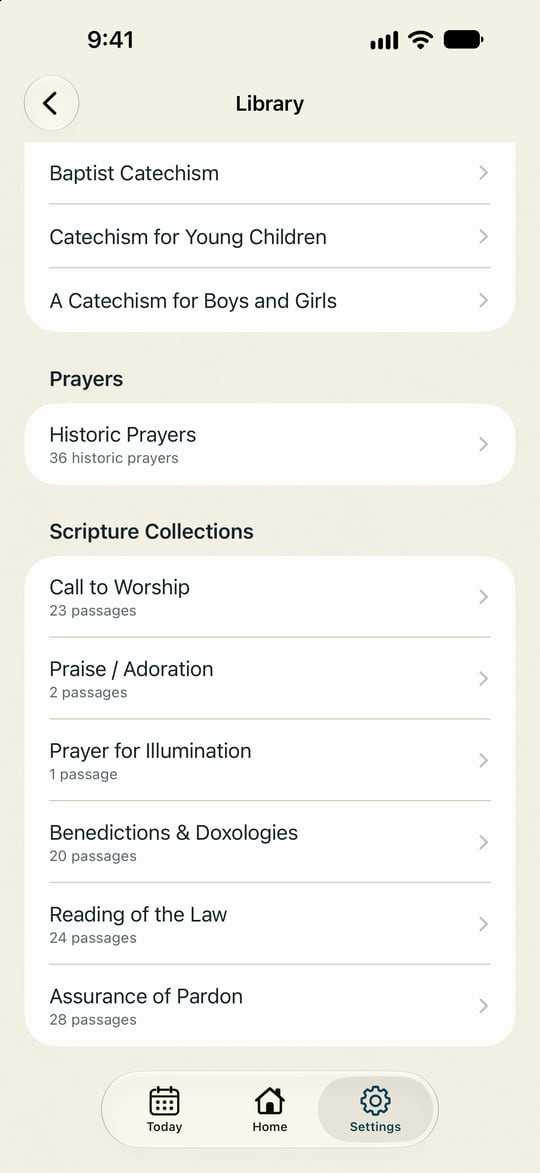 9:41
Library
Baptist Catechism
Catechism for Young Children
A Catechism for Boys and Girls
Prayers
Historic Prayers
36 historic prayers
Scripture Collections
Call to Worship
23 passages
Praise / Adoration
2 passages
Prayer for Illumination
1 passage
Benedictions & Doxologies
20 passages
Reading of the Law
24 passages
Assurance of Pardon
28 passages
Today
Home
Settings